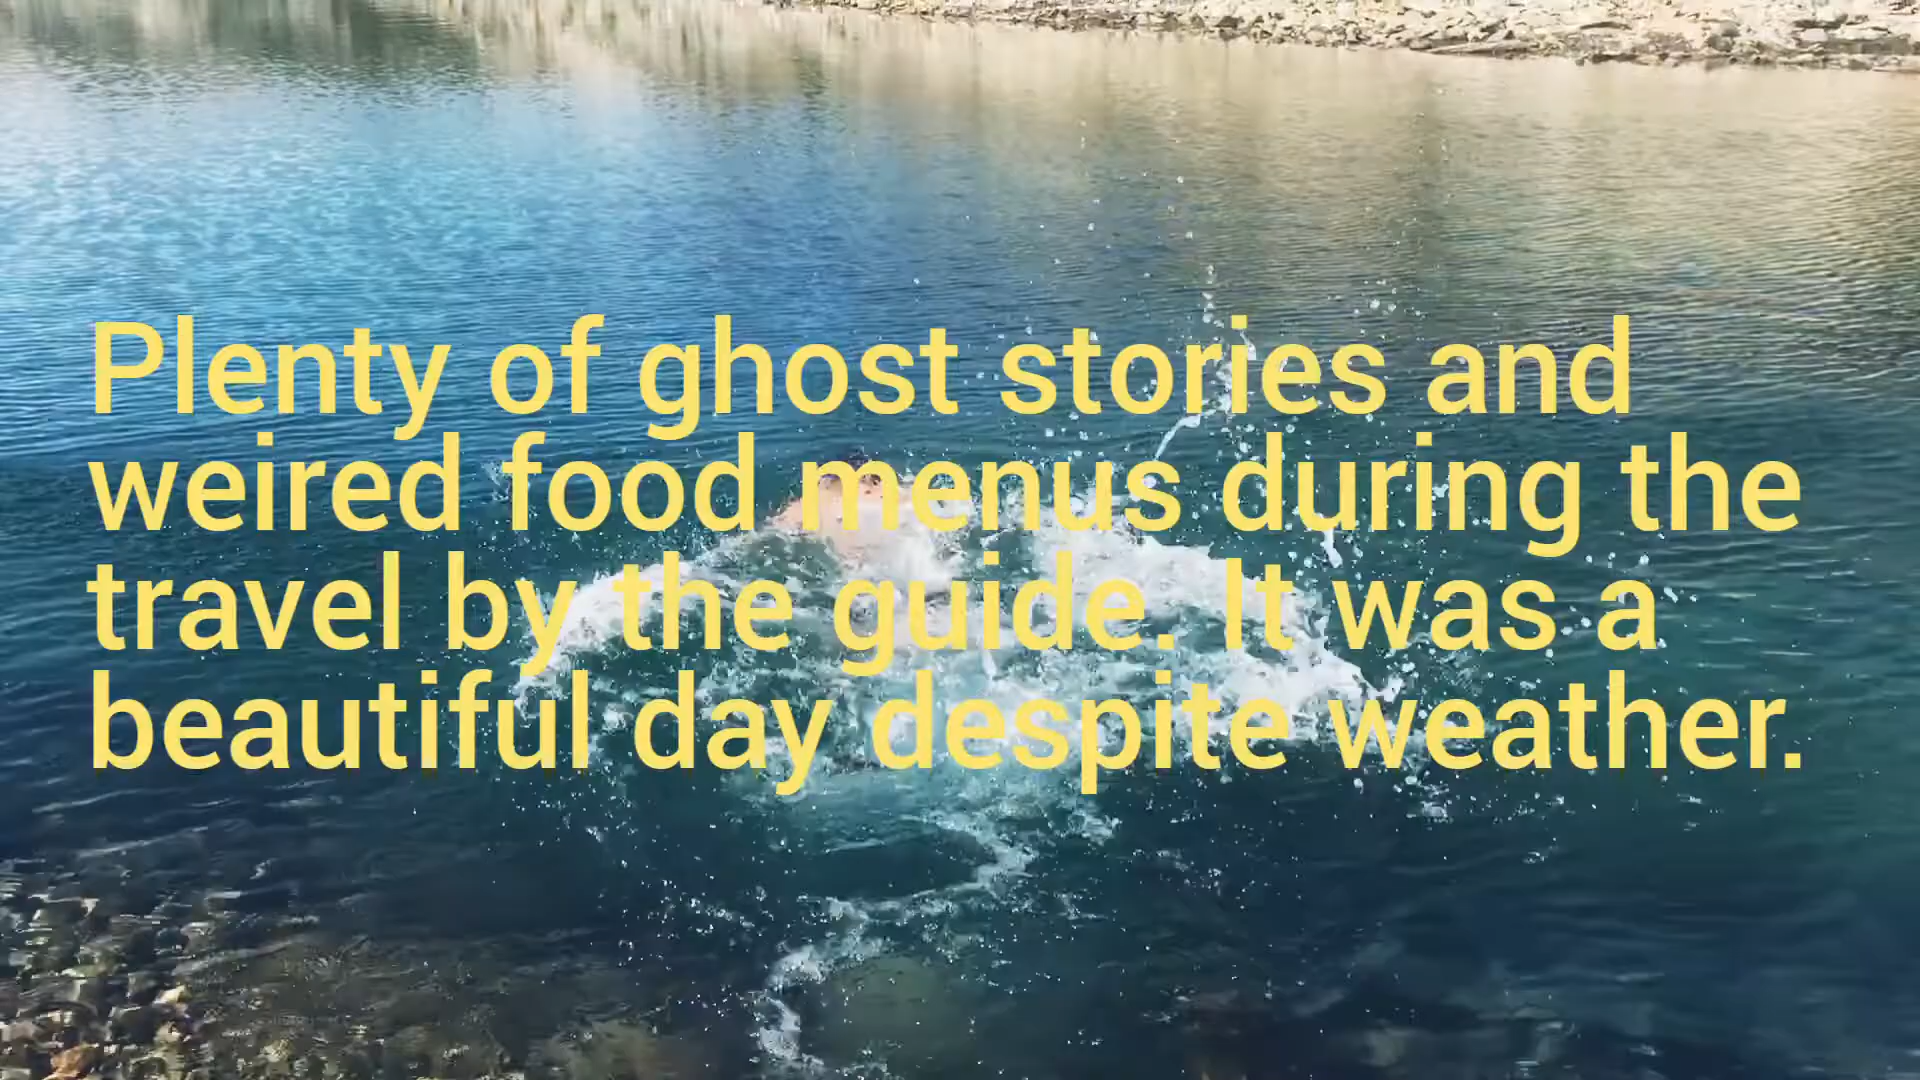 Plenty of ghost stories and
weired food menus during the
travel by the guide. It was a
beautiful day despite weather.